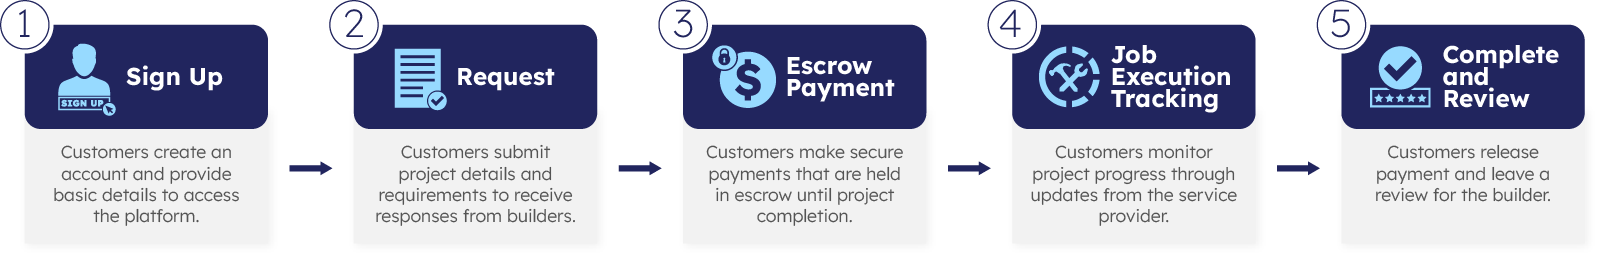 1
Sign Up
SIGN UP
Customers create an
account and provide
basic details to access
the platform.
2
Request
Customers submit
project details and
requirements to receive
responses from builders.
3
$
Escrow
Payment
Customers make secure
payments that are held
in escrow until project
completion.
4
Job
Execution
Tracking
Customers monitor
project progress through
updates from the service
provider.
5
Complete
and
Review
Customers release
payment and leave a
review for the builder.